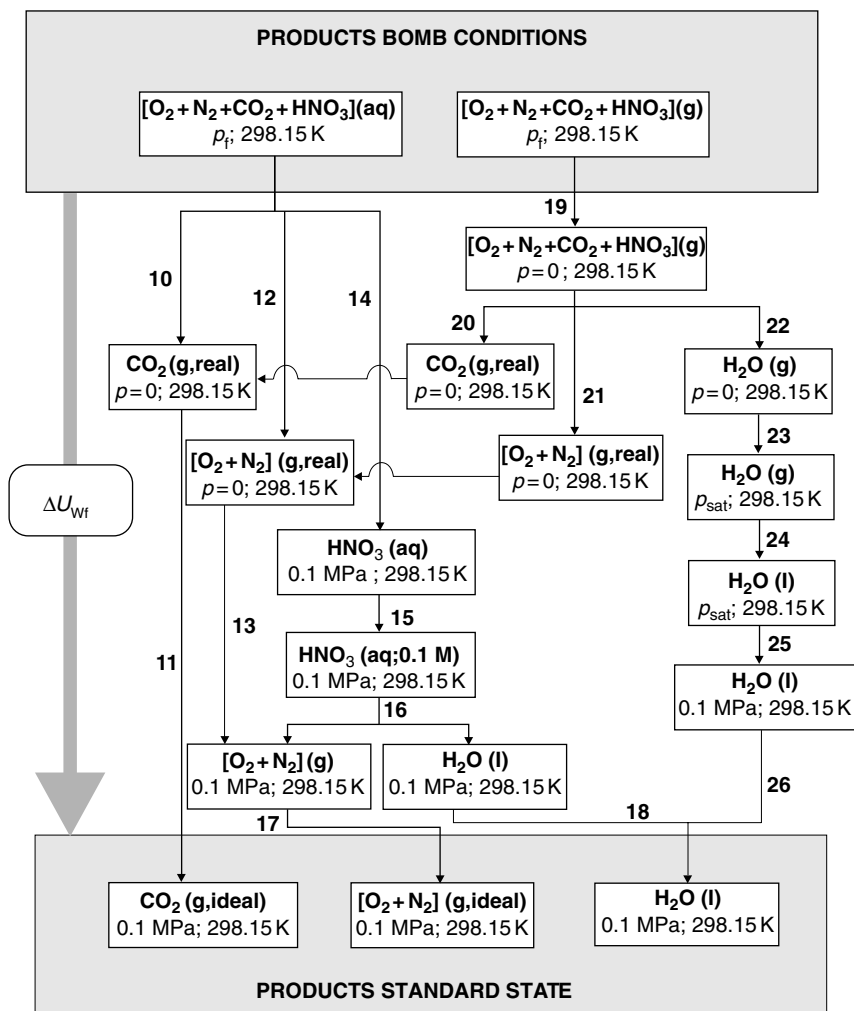 PRODUCTS BOMB CONDITIONS
[O₂+N₂+CO₂+HNO₃](aq)
p_f; 298.15 K
[O₂+N₂+CO₂+HNO₃](g)
p_f; 298.15 K
19
[O₂+N₂+CO₂+HNO₃](g)
p=0; 298.15 K
10
12
14
20
22
CO₂ (g,real)
p=0; 298.15 K
CO₂ (g,real)
p=0; 298.15 K
H₂O (g)
p=0; 298.15 K
21
23
[O₂+N₂] (g,real)
p=0; 298.15 K
[O₂+N₂] (g,real)
p=0; 298.15 K
H₂O (g)
p_sat; 298.15 K
ΔU_Wf
24
HNO₃ (aq)
0.1 MPa ; 298.15 K
H₂O (l)
p_sat; 298.15 K
13
15
25
11
HNO₃ (aq;0.1 M)
0.1 MPa; 298.15 K
H₂O (l)
0.1 MPa; 298.15 K
16
[O₂+N₂] (g)
0.1 MPa; 298.15 K
H₂O (l)
0.1 MPa; 298.15 K
26
17
18
CO₂ (g,ideal)
0.1 MPa; 298.15 K
[O₂+N₂] (g,ideal)
0.1 MPa; 298.15 K
H₂O (l)
0.1 MPa; 298.15 K
PRODUCTS STANDARD STATE